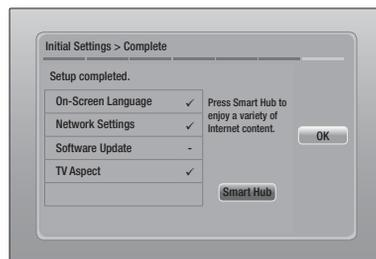 Initial Settings > Complete
Setup completed.
On-Screen Language ✓
Network Settings ✓
Software Update -
TV Aspect ✓
Press Smart Hub to
enjoy a variety of
Internet content.
Smart Hub
OK